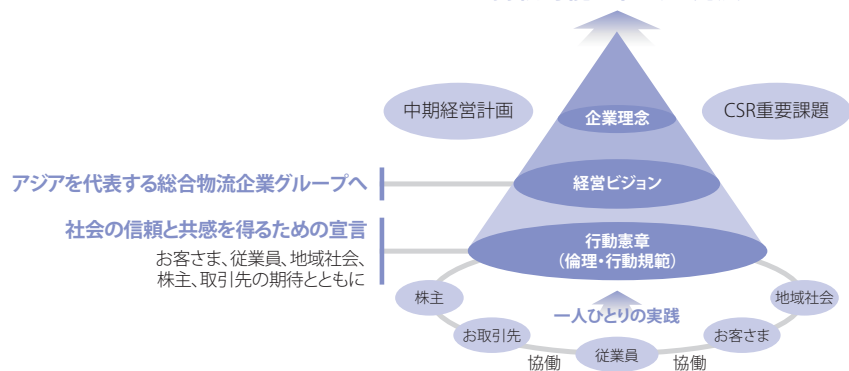 中期経営計画
CSR重要課題
企業理念
アジアを代表する総合物流企業グループへ
経営ビジョン
社会の信頼と共感を得るための宣言
お客さま、従業員、地域社会、
株主、取引先の期待とともに
行動憲章
（倫理・行動規範）
株主
地域社会
一人ひとりの実践
お取引先
お客さま
協働
従業員
協働